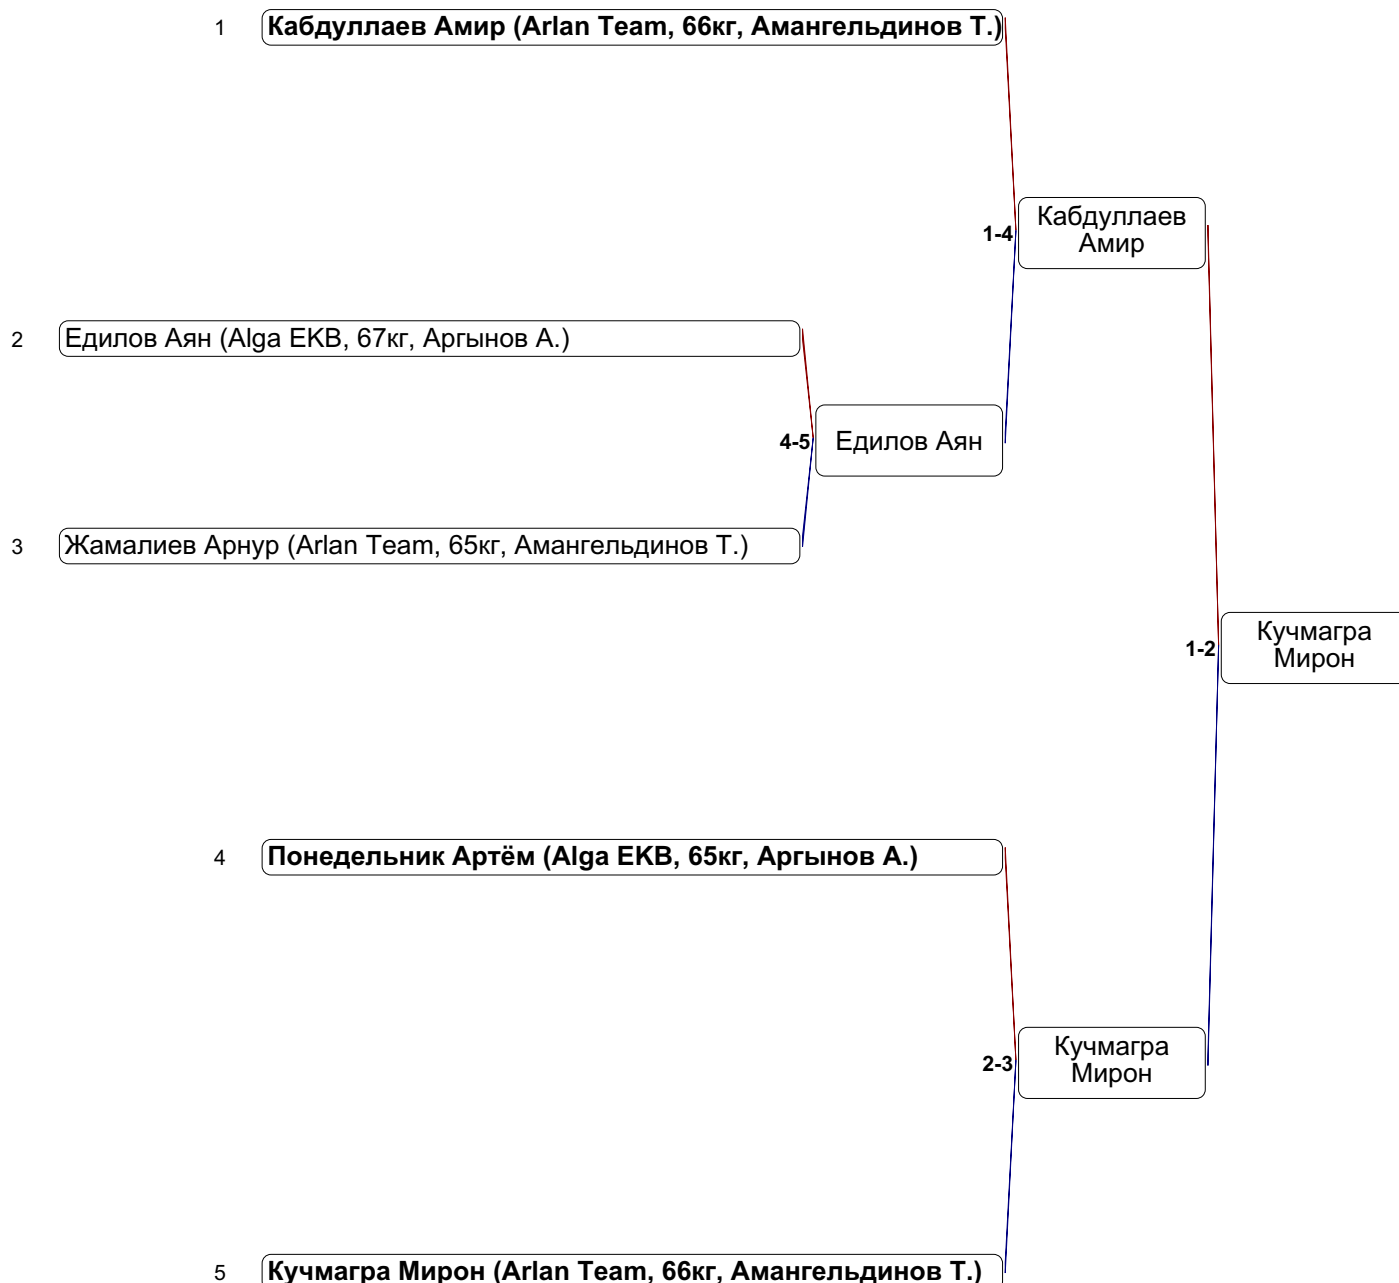 1 Кабдуллаев Амир (Arlan Team, 66кг, Амангельдинов Т.)
1-4 Кабдуллаев
Амир
2 Едилов Аян (Alga EKB, 67кг, Аргынов А.)
4-5 Едилов Аян
3 Жамалиев Арнур (Arlan Team, 65кг, Амангельдинов Т.)
1-2 Кучмагра
Мирон
4 Понедельник Артём (Alga EKB, 65кг, Аргынов А.)
2-3 Кучмагра
Мирон
5 Кучмагра Мирон (Arlan Team, 66кг, Амангельдинов Т.)